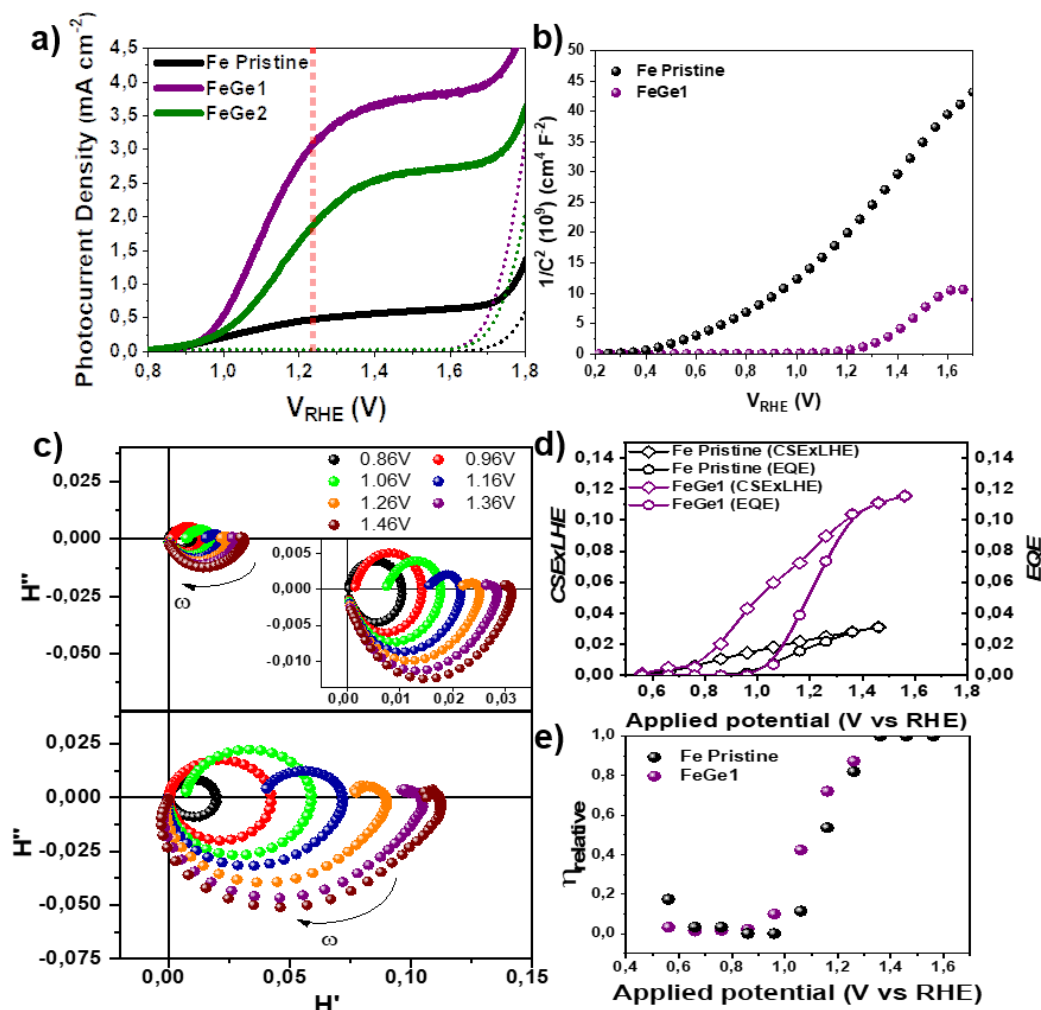 a)
Photocurrent Density (mA cm⁻²)
4,5
4,0
3,5
3,0
2,5
2,0
1,5
1,0
0,5
0,0
Fe Pristine
FeGe1
FeGe2
0,8 1,0 1,2 1,4 1,6 1,8
V_RHE (V)
b)
1/C² (10⁹) (cm⁴ F⁻²)
50
45
40
35
30
25
20
15
10
5
0
Fe Pristine
FeGe1
0,2 0,4 0,6 0,8 1,0 1,2 1,4 1,6
V_RHE (V)
c)
H''
0,025
0,000
-0,025
-0,050
0.86V 0.96V
1.06V 1.16V
1.26V 1.36V
1.46V
ω
0,005
0,000
-0,005
-0,010
0,00 0,01 0,02 0,03
H''
0,025
0,000
-0,025
-0,050
-0,075
ω
0,00 0,05 0,10 0,15
H'
d)
CSExLHE
0,14
0,12
0,10
0,08
0,06
0,04
0,02
0,00
Fe Pristine (CSExLHE)
Fe Pristine (EQE)
FeGe1 (CSExLHE)
FeGe1 (EQE)
0,14
0,12
0,10
0,08
0,06
0,04
0,02
0,00
EQE
0,6 0,8 1,0 1,2 1,4 1,6 1,8
Applied potential (V vs RHE)
e)
η_relative
1,0
0,8
0,6
0,4
0,2
0,0
Fe Pristine
FeGe1
0,4 0,6 0,8 1,0 1,2 1,4 1,6
Applied potential (V vs RHE)